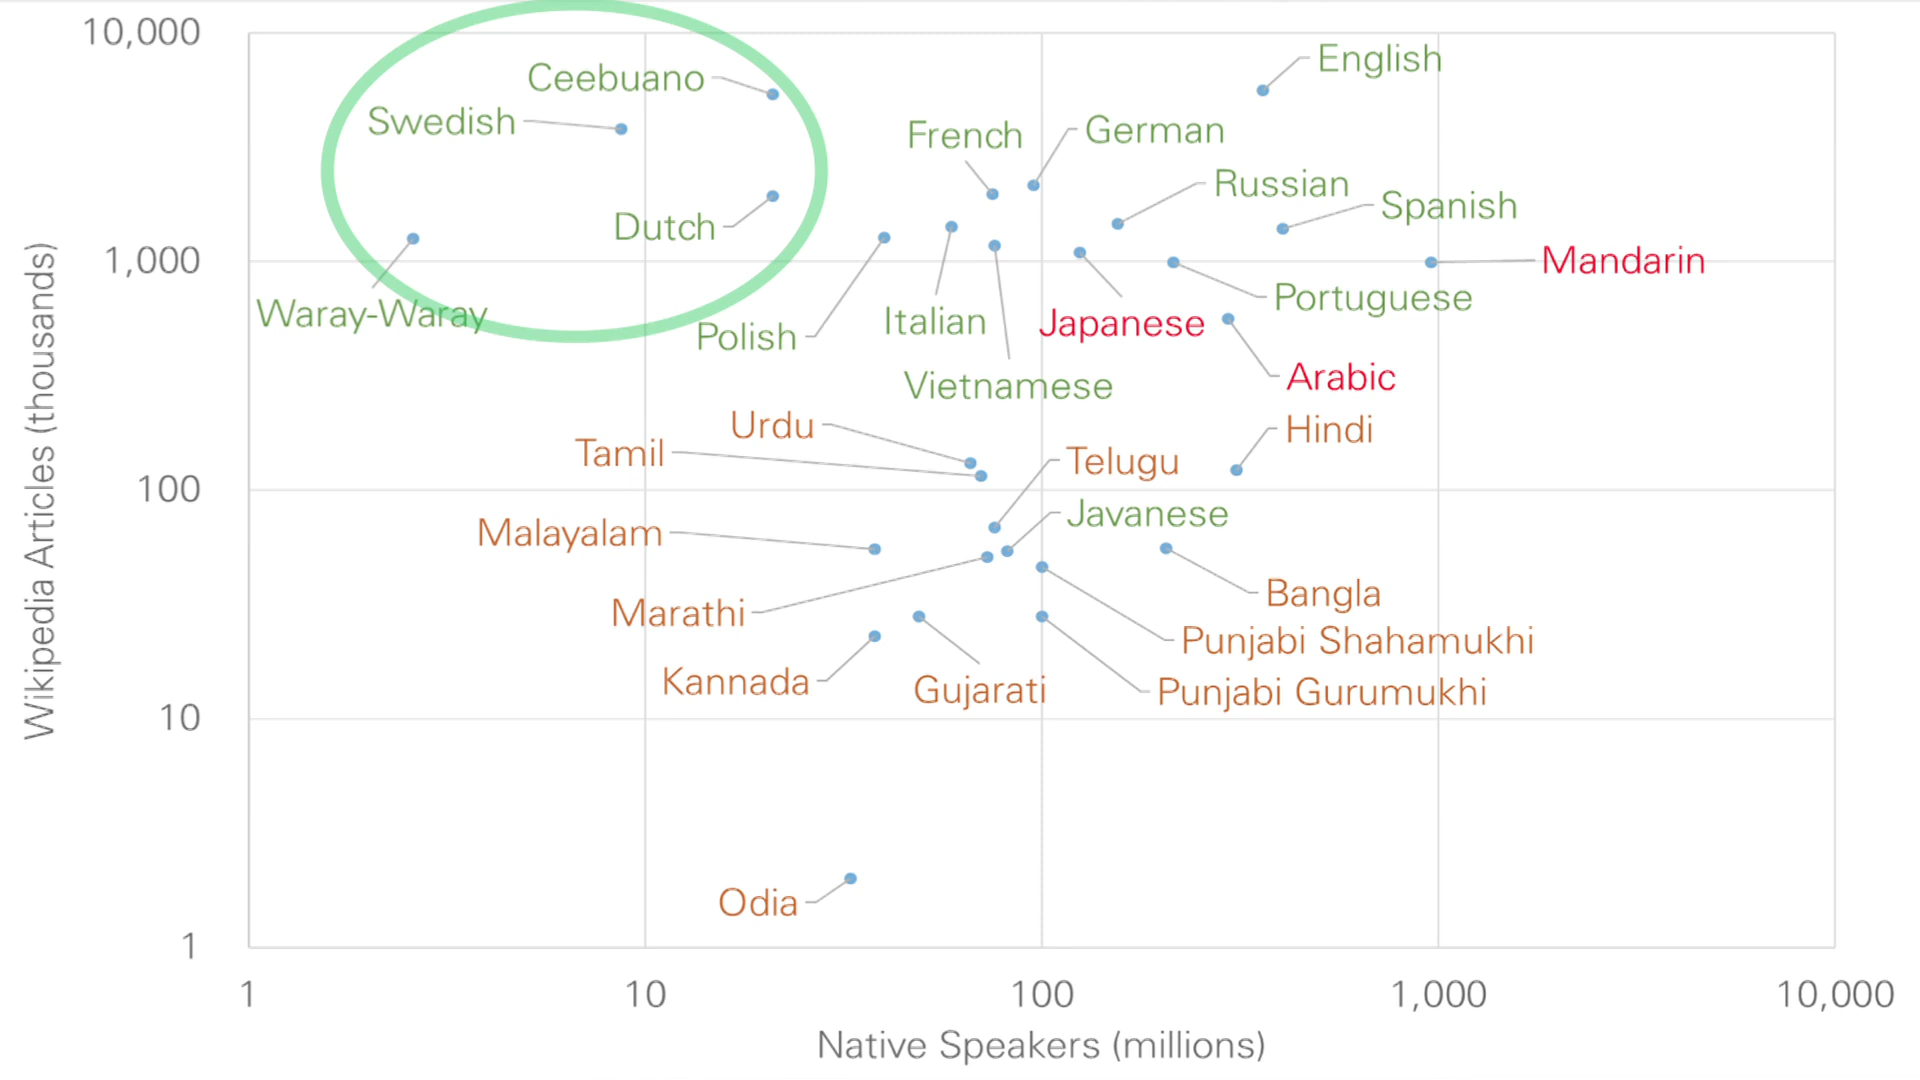 10,000
English
Ceebuano
Swedish
French
German
Russian
Spanish
Dutch
1,000
Mandarin
Portuguese
Waray-Waray
Polish
Italian
Japanese
Vietnamese
Arabic
Urdu
Hindi
Tamil
Telugu
100
Javanese
Malayalam
Bangla
Marathi
Punjabi Shahamukhi
Kannada
Gujarati
Punjabi Gurumukhi
10
Odia
1
Wikipedia Articles (thousands)
1
10
100
1,000
10,000
Native Speakers (millions)